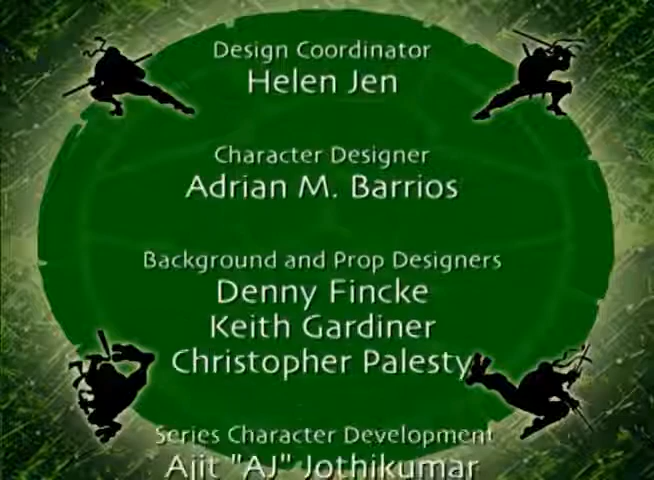 Design Coordinator
Helen Jen
Character Designer
Adrian M. Barrios
Background and Prop Designers
Denny Fincke
Keith Gardiner
Christopher Palesty
Series Character Development
Ajit "AJ" Jothikumar